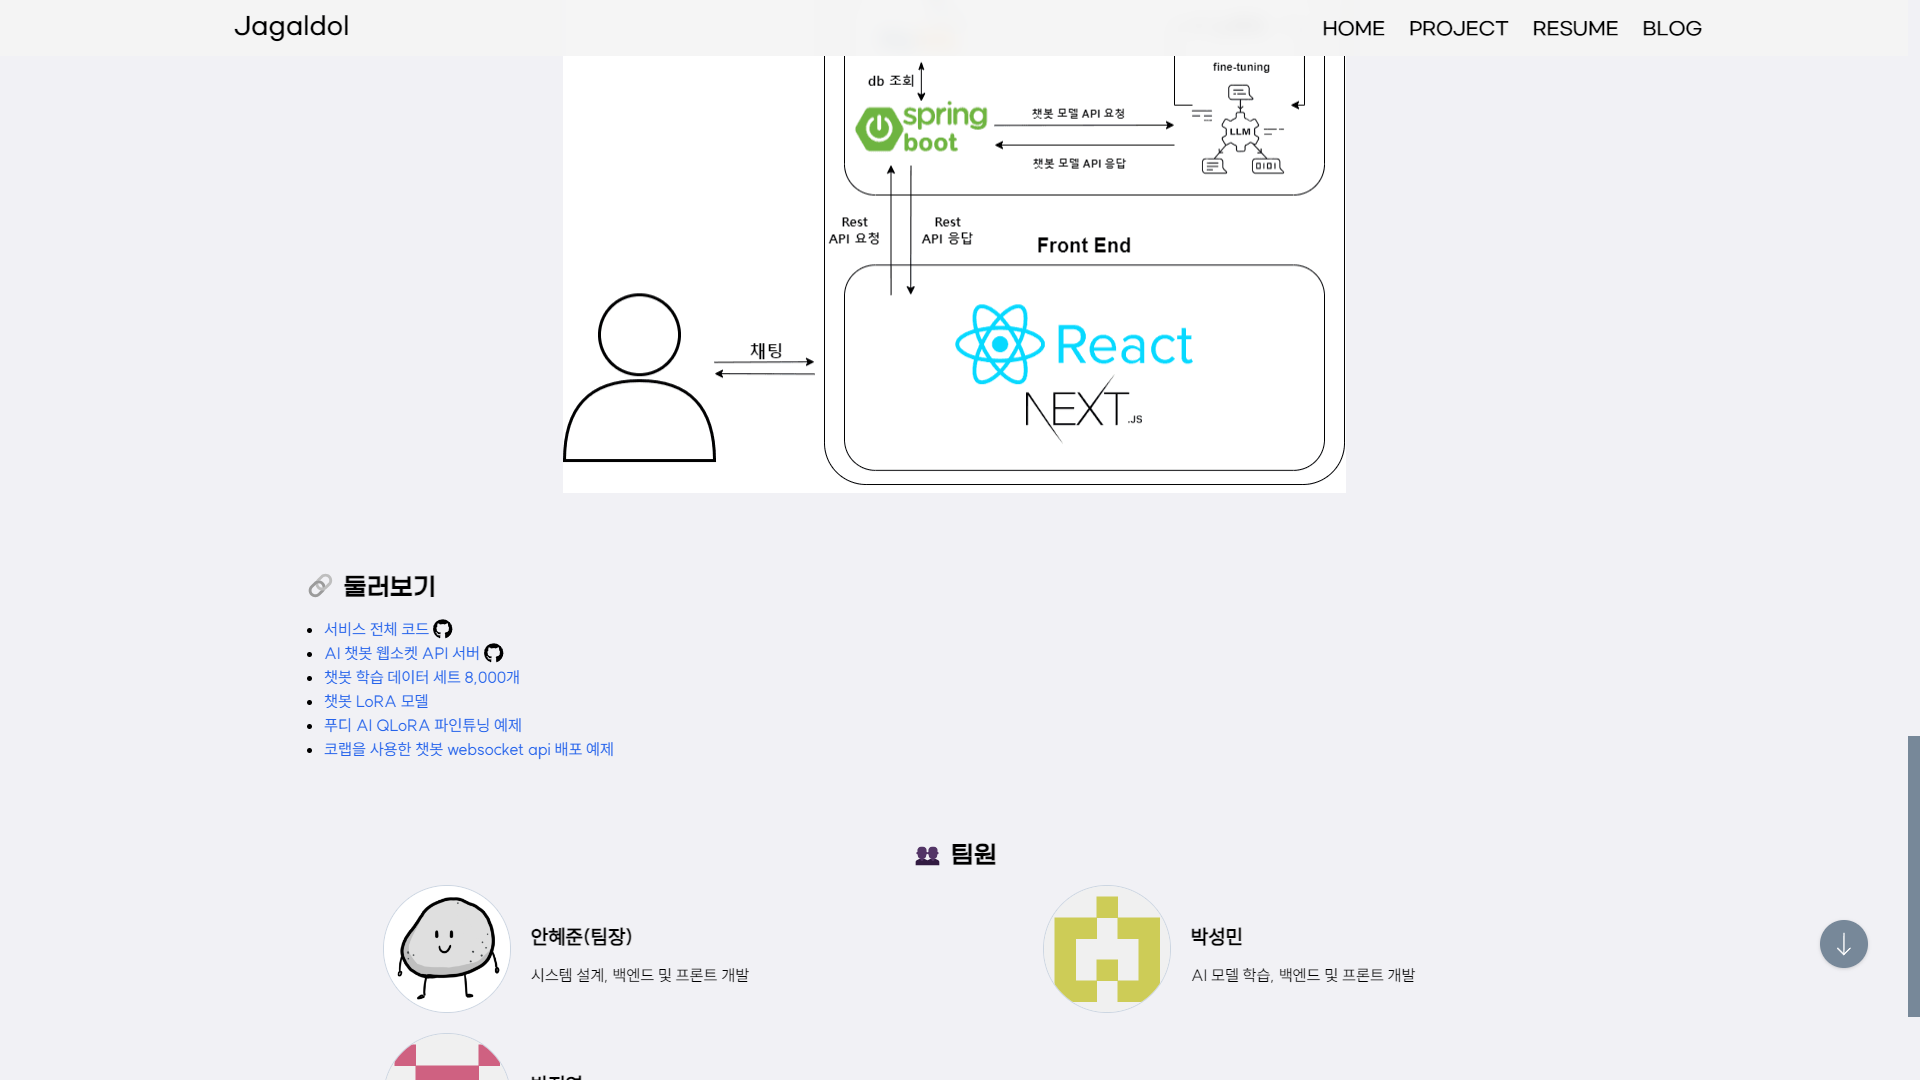 Jagaldol
HOME PROJECT RESUME BLOG
db 조회
fine-tuning
spring boot
챗봇 모델 API 요청
챗봇 모델 API 응답
LLM
0101
Rest API 요청
Rest API 응답
Front End
React
NEXT.JS
채팅
둘러보기
서비스 전체 코드
AI 챗봇 웹소켓 API 서버
챗봇 학습 데이터 세트 8,000개
챗봇 LoRA 모델
푸디 AI QLoRA 파인튜닝 예제
코랩을 사용한 챗봇 websocket api 배포 예제
팀원
안혜준(팀장)
시스템 설계, 백엔드 및 프론트 개발
박성민
AI 모델 학습, 백엔드 및 프론트 개발